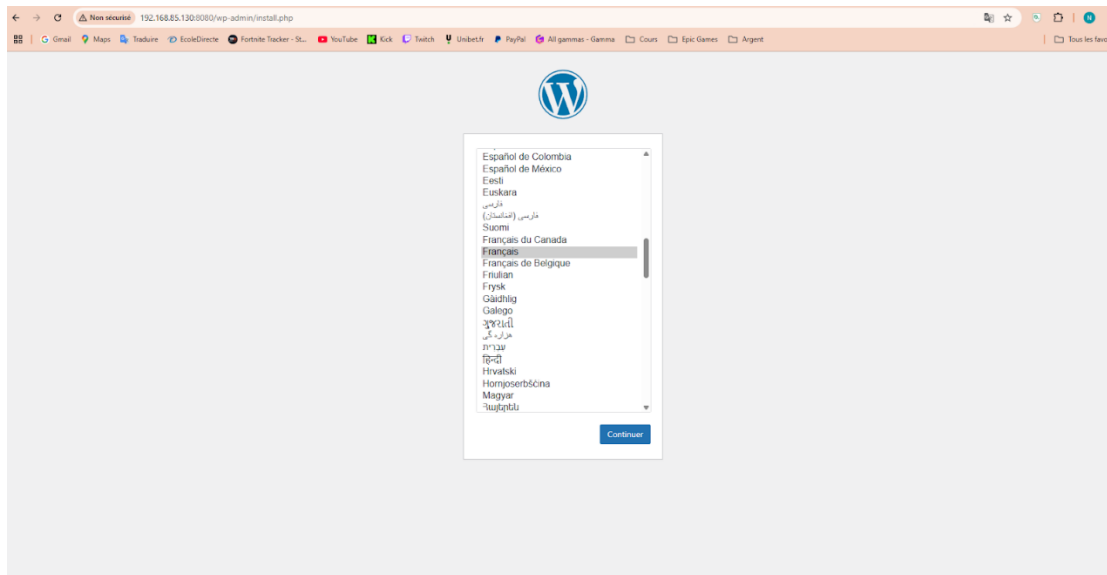 Non sécurisé 192.168.85.130:8080/wp-admin/install.php
Gmail Maps Traduire EcoleDirecte Fortnite Tracker - St... YouTube Kick Twitch Unibet.fr PayPal All gammas - Gamma Cours Epic Games Argent Tous les favo
Español de Colombia
Español de México
Eesti
Euskara
فارسی
فارسی (افغانستان)
Suomi
Français du Canada
Français
Français de Belgique
Friulian
Frysk
Gàidhlig
Galego
ગુજરાતી
هزاره گی
עברית
हिन्दी
Hrvatski
Hornjoserbšćina
Magyar
Հայերեն
Continuer